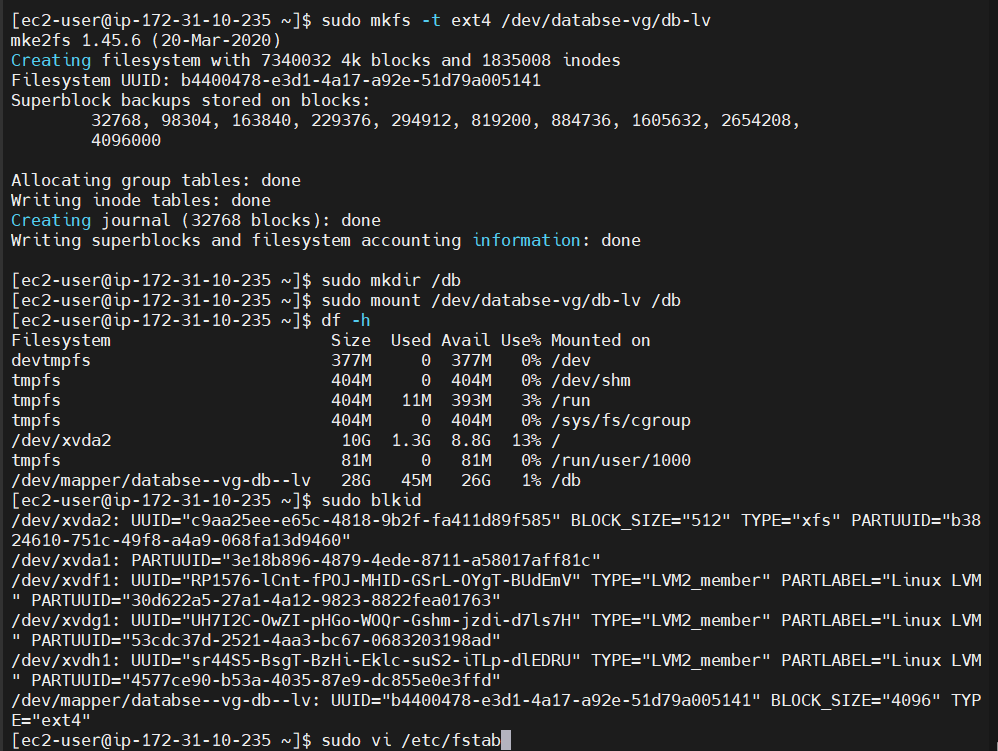 [ec2-user@ip-172-31-10-235 ~]$ sudo mkfs -t ext4 /dev/databse-vg/db-lv
mke2fs 1.45.6 (20-Mar-2020)
Creating filesystem with 7340032 4k blocks and 1835008 inodes
Filesystem UUID: b4400478-e3d1-4a17-a92e-51d79a005141
Superblock backups stored on blocks:
        32768, 98304, 163840, 229376, 294912, 819200, 884736, 1605632, 2654208,
        4096000

Allocating group tables: done
Writing inode tables: done
Creating journal (32768 blocks): done
Writing superblocks and filesystem accounting information: done

[ec2-user@ip-172-31-10-235 ~]$ sudo mkdir /db
[ec2-user@ip-172-31-10-235 ~]$ sudo mount /dev/databse-vg/db-lv /db
[ec2-user@ip-172-31-10-235 ~]$ df -h
Filesystem                      Size  Used Avail Use% Mounted on
devtmpfs                        377M     0  377M   0% /dev
tmpfs                           404M     0  404M   0% /dev/shm
tmpfs                           404M   11M  393M   3% /run
tmpfs                           404M     0  404M   0% /sys/fs/cgroup
/dev/xvda2                       10G  1.3G  8.8G  13% /
tmpfs                            81M     0   81M   0% /run/user/1000
/dev/mapper/databse--vg-db--lv   28G   45M   26G   1% /db
[ec2-user@ip-172-31-10-235 ~]$ sudo blkid
/dev/xvda2: UUID="c9aa25ee-e65c-4818-9b2f-fa411d89f585" BLOCK_SIZE="512" TYPE="xfs" PARTUUID="b38
24610-751c-49f8-a4a9-068fa13d9460"
/dev/xvda1: PARTUUID="3e18b896-4879-4ede-8711-a58017aff81c"
/dev/xvdf1: UUID="RP1576-lCnt-fPOJ-MHID-GSrL-OYgT-BUdEmV" TYPE="LVM2_member" PARTLABEL="Linux LVM
" PARTUUID="30d622a5-27a1-4a12-9823-8822fea01763"
/dev/xvdg1: UUID="UH7I2C-OwZI-pHGo-WOQr-Gshm-jzdi-d7ls7H" TYPE="LVM2_member" PARTLABEL="Linux LVM
" PARTUUID="53cdc37d-2521-4aa3-bc67-0683203198ad"
/dev/xvdh1: UUID="sr44S5-BsgT-BzHi-Eklc-suS2-iTLp-dlEDRU" TYPE="LVM2_member" PARTLABEL="Linux LVM
" PARTUUID="4577ce90-b53a-4035-87e9-dc855e0e3ffd"
/dev/mapper/databse--vg-db--lv: UUID="b4400478-e3d1-4a17-a92e-51d79a005141" BLOCK_SIZE="4096" TYP
E="ext4"
[ec2-user@ip-172-31-10-235 ~]$ sudo vi /etc/fstab